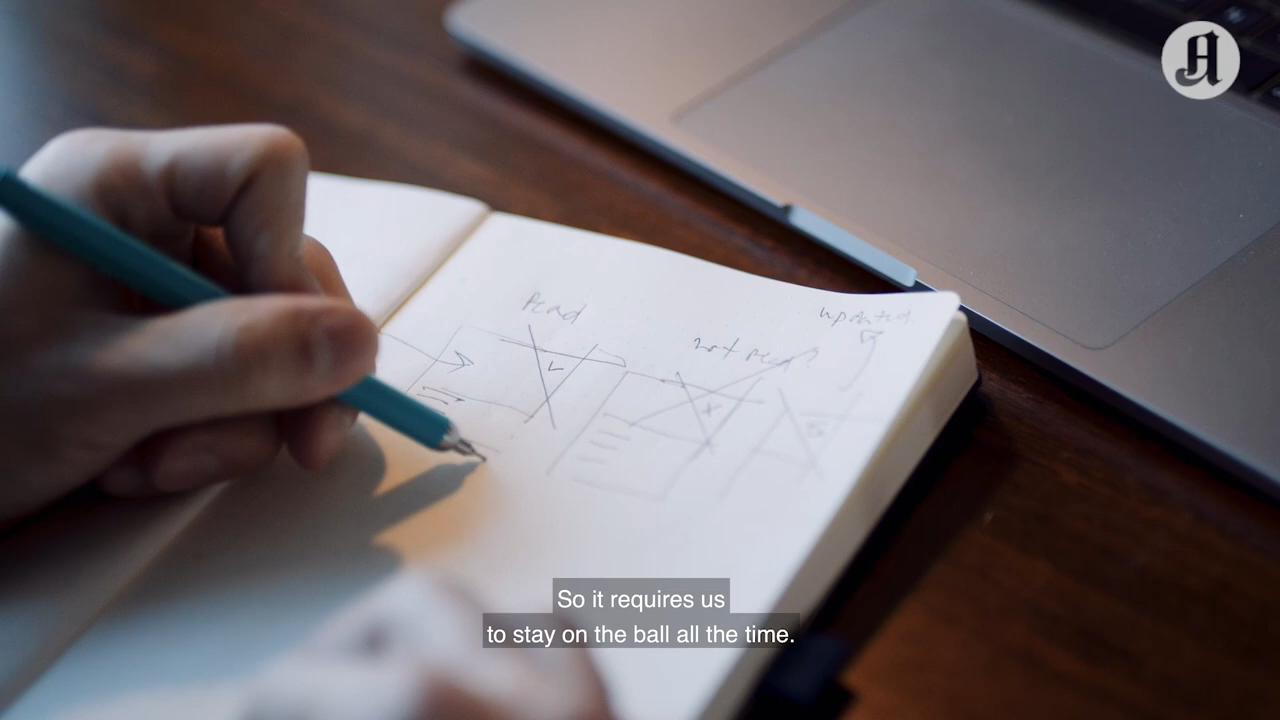 read
not read?
updated
So it requires us
to stay on the ball all the time.